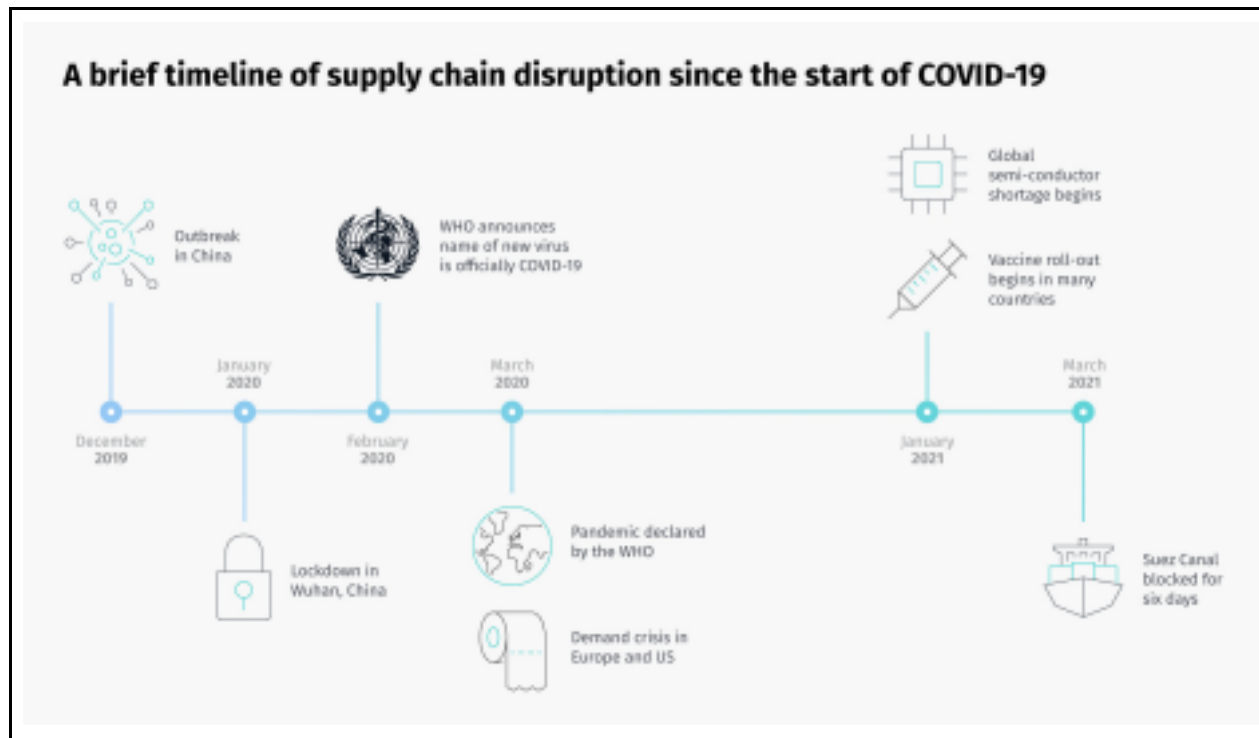 A brief timeline of supply chain disruption since the start of COVID-19
Global
semi-conductor
shortage begins
Outbreak
in China
WHO announces
name of new virus
is officially COVID-19
Vaccine roll-out
begins in many
countries
January
2020
March
2020
March
2021
December
2019
February
2020
January
2021
Lockdown in
Wuhan, China
Pandemic declared
by the WHO
Suez Canal
blocked for
six days
Demand crisis in
Europe and US